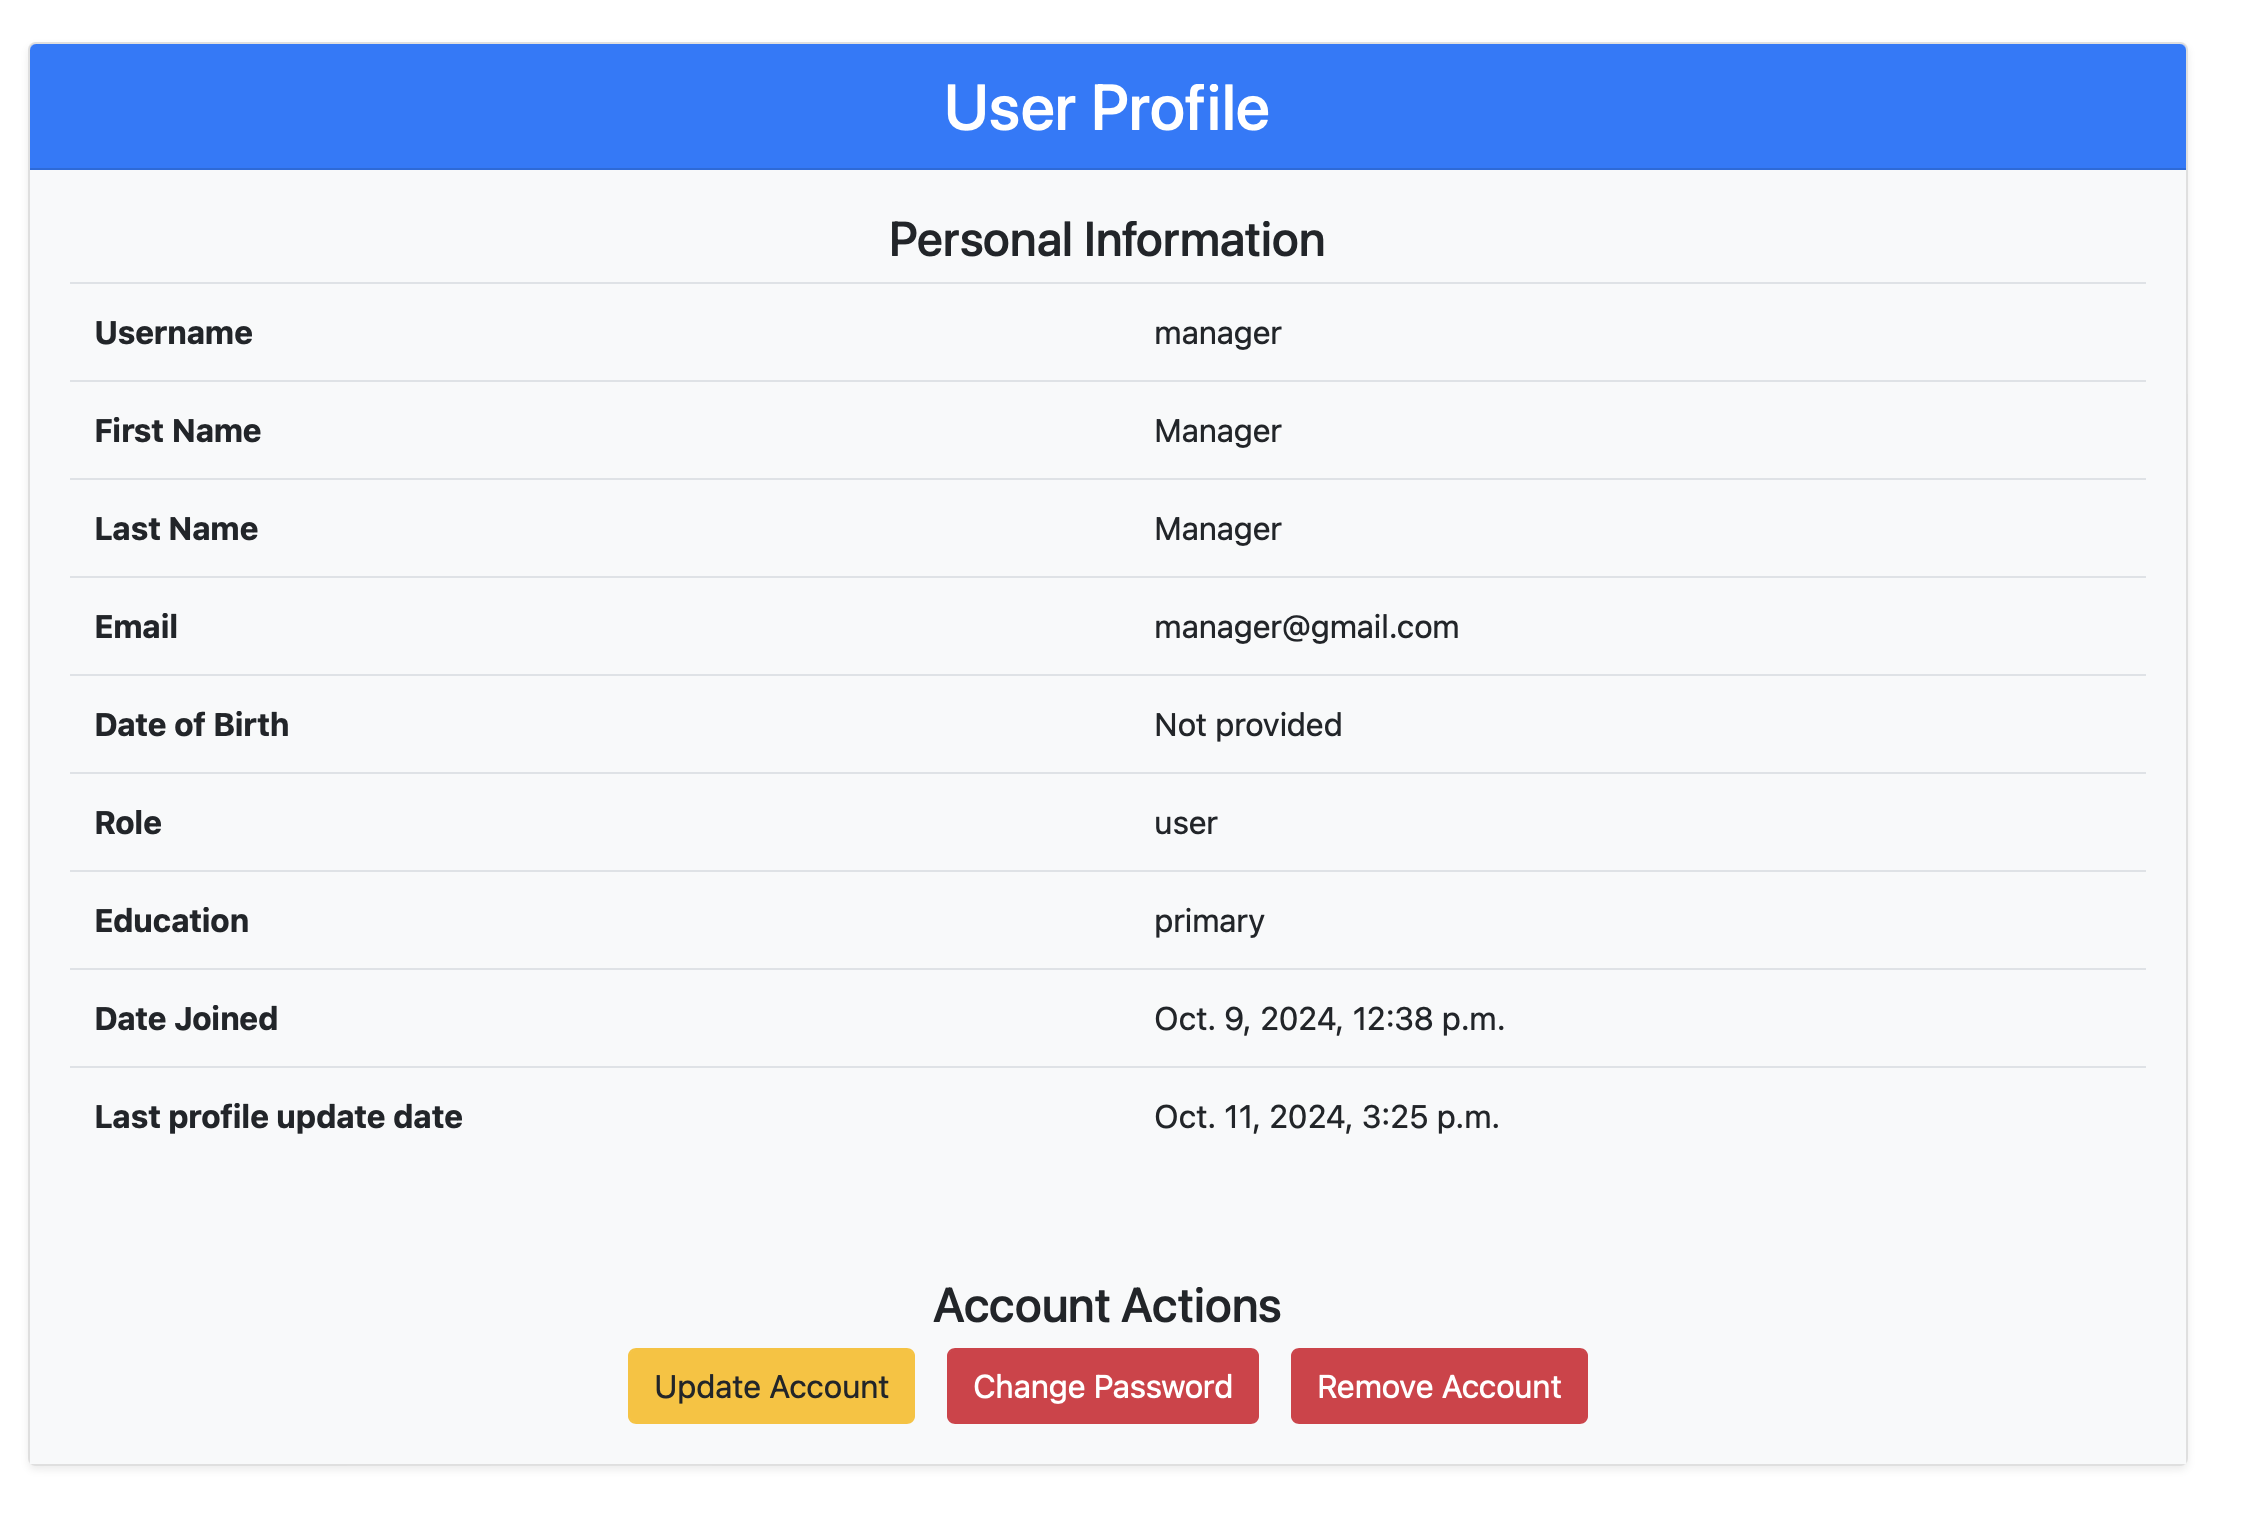 User Profile
Personal Information
Username manager
First Name Manager
Last Name Manager
Email manager@gmail.com
Date of Birth Not provided
Role user
Education primary
Date Joined Oct. 9, 2024, 12:38 p.m.
Last profile update date Oct. 11, 2024, 3:25 p.m.
Account Actions
Update Account Change Password Remove Account